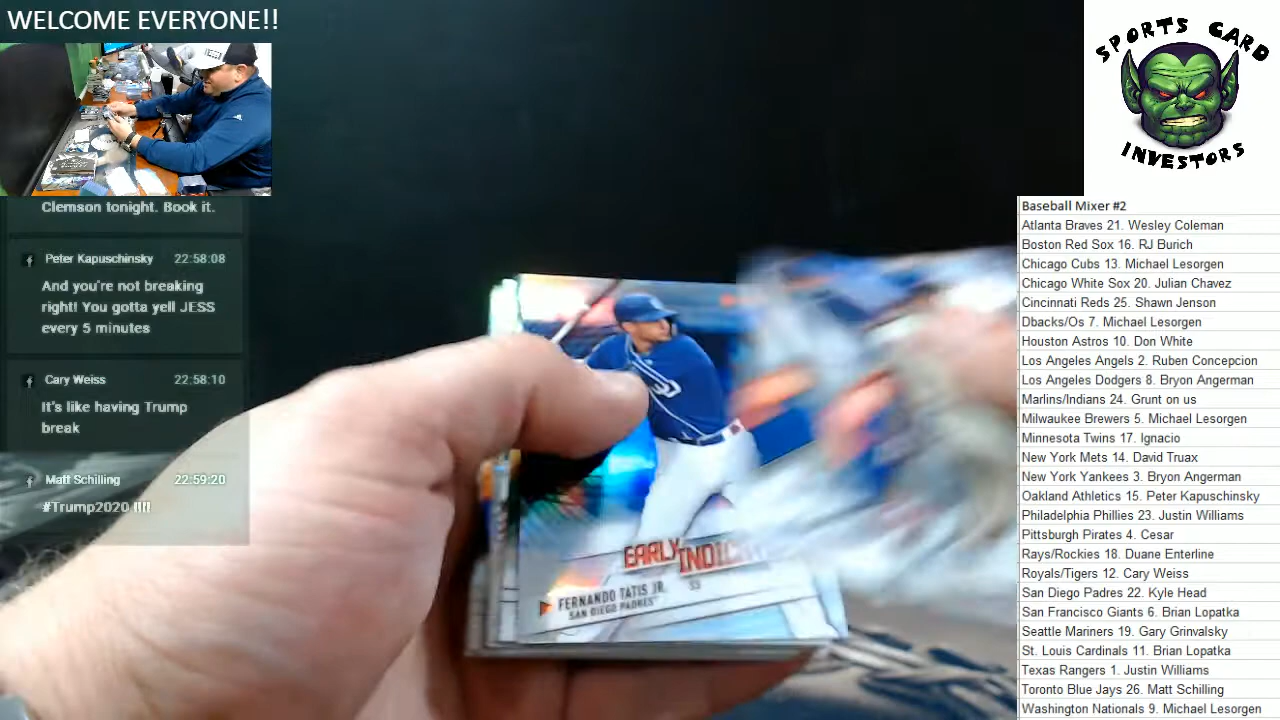 WELCOME EVERYONE!!
SPORTS CARD
INVESTORS
Clemson tonight. Book it.
Peter Kapuschinsky 22:58:08
And you're not breaking
right! You gotta yell JESS
every 5 minutes
Cary Weiss 22:58:10
It's like having Trump
break
Matt Schilling 22:59:20
#Trump2020 !!!!
EARLY
FERNANDO TATIS JR. SS
SAN DIEGO PADRES
Baseball Mixer #2
Atlanta Braves 21. Wesley Coleman
Boston Red Sox 16. RJ Burich
Chicago Cubs 13. Michael Lesorgen
Chicago White Sox 20. Julian Chavez
Cincinnati Reds 25. Shawn Jenson
Dbacks/Os 7. Michael Lesorgen
Houston Astros 10. Don White
Los Angeles Angels 2. Ruben Concepcion
Los Angeles Dodgers 8. Bryon Angerman
Marlins/Indians 24. Grunt on us
Milwaukee Brewers 5. Michael Lesorgen
Minnesota Twins 17. Ignacio
New York Mets 14. David Truax
New York Yankees 3. Bryon Angerman
Oakland Athletics 15. Peter Kapuschinsky
Philadelphia Phillies 23. Justin Williams
Pittsburgh Pirates 4. Cesar
Rays/Rockies 18. Duane Enterline
Royals/Tigers 12. Cary Weiss
San Diego Padres 22. Kyle Head
San Francisco Giants 6. Brian Lopatka
Seattle Mariners 19. Gary Grinvalsky
St. Louis Cardinals 11. Brian Lopatka
Texas Rangers 1. Justin Williams
Toronto Blue Jays 26. Matt Schilling
Washington Nationals 9. Michael Lesorgen